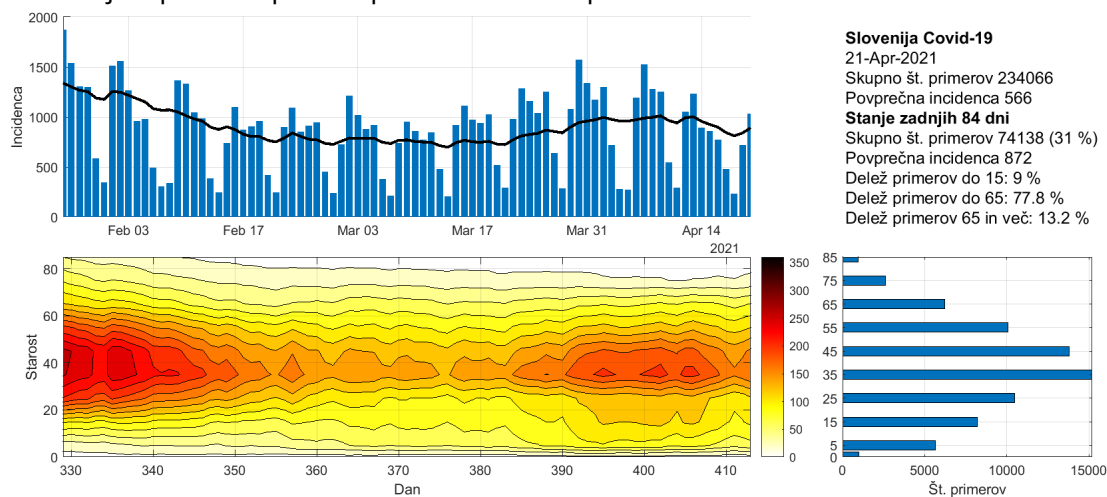 2000
1500
1000
500
0
Incidenca
Feb 03 Feb 17 Mar 03 Mar 17 Mar 31 Apr 14
2021
Slovenija Covid-19
21-Apr-2021
Skupno št. primerov 234066
Povprečna incidenca 566
Stanje zadnjih 84 dni
Skupno št. primerov 74138 (31 %)
Povprečna incidenca 872
Delež primerov do 15: 9 %
Delež primerov do 65: 77.8 %
Delež primerov 65 in več: 13.2 %
80
60
40
20
0
Starost
330 340 350 360 370 380 390 400 410
Dan
350
300
250
200
150
100
50
0
85
75
65
55
45
35
25
15
5
0
0 5000 10000 15000
Št. primerov